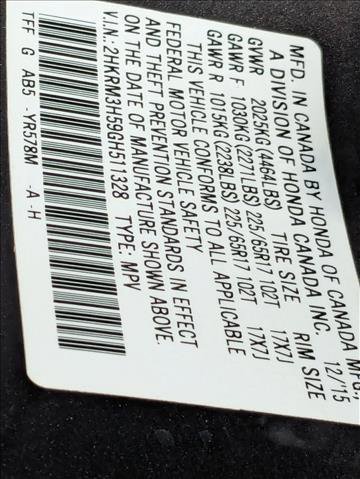 MFD. IN CANADA BY HONDA OF CANADA MFG.,
A DIVISION OF HONDA CANADA INC. 12/'15
GVWR 2025KG (4464LBS) TIRE SIZE RIM SIZE
GAWR F 1030KG (2271LBS) 225/65R17 102T 17X7J
GAWR R 1015KG (2238LBS) 225/65R17 102T 17X7J
THIS VEHICLE CONFORMS TO ALL APPLICABLE
FEDERAL MOTOR VEHICLE SAFETY
AND THEFT PREVENTION STANDARDS IN EFFECT
ON THE DATE OF MANUFACTURE SHOWN ABOVE.
V.I.N.: 2HKRM3H59GH511328 TYPE: MPV
TFF G AB5 -YR578M -A -H